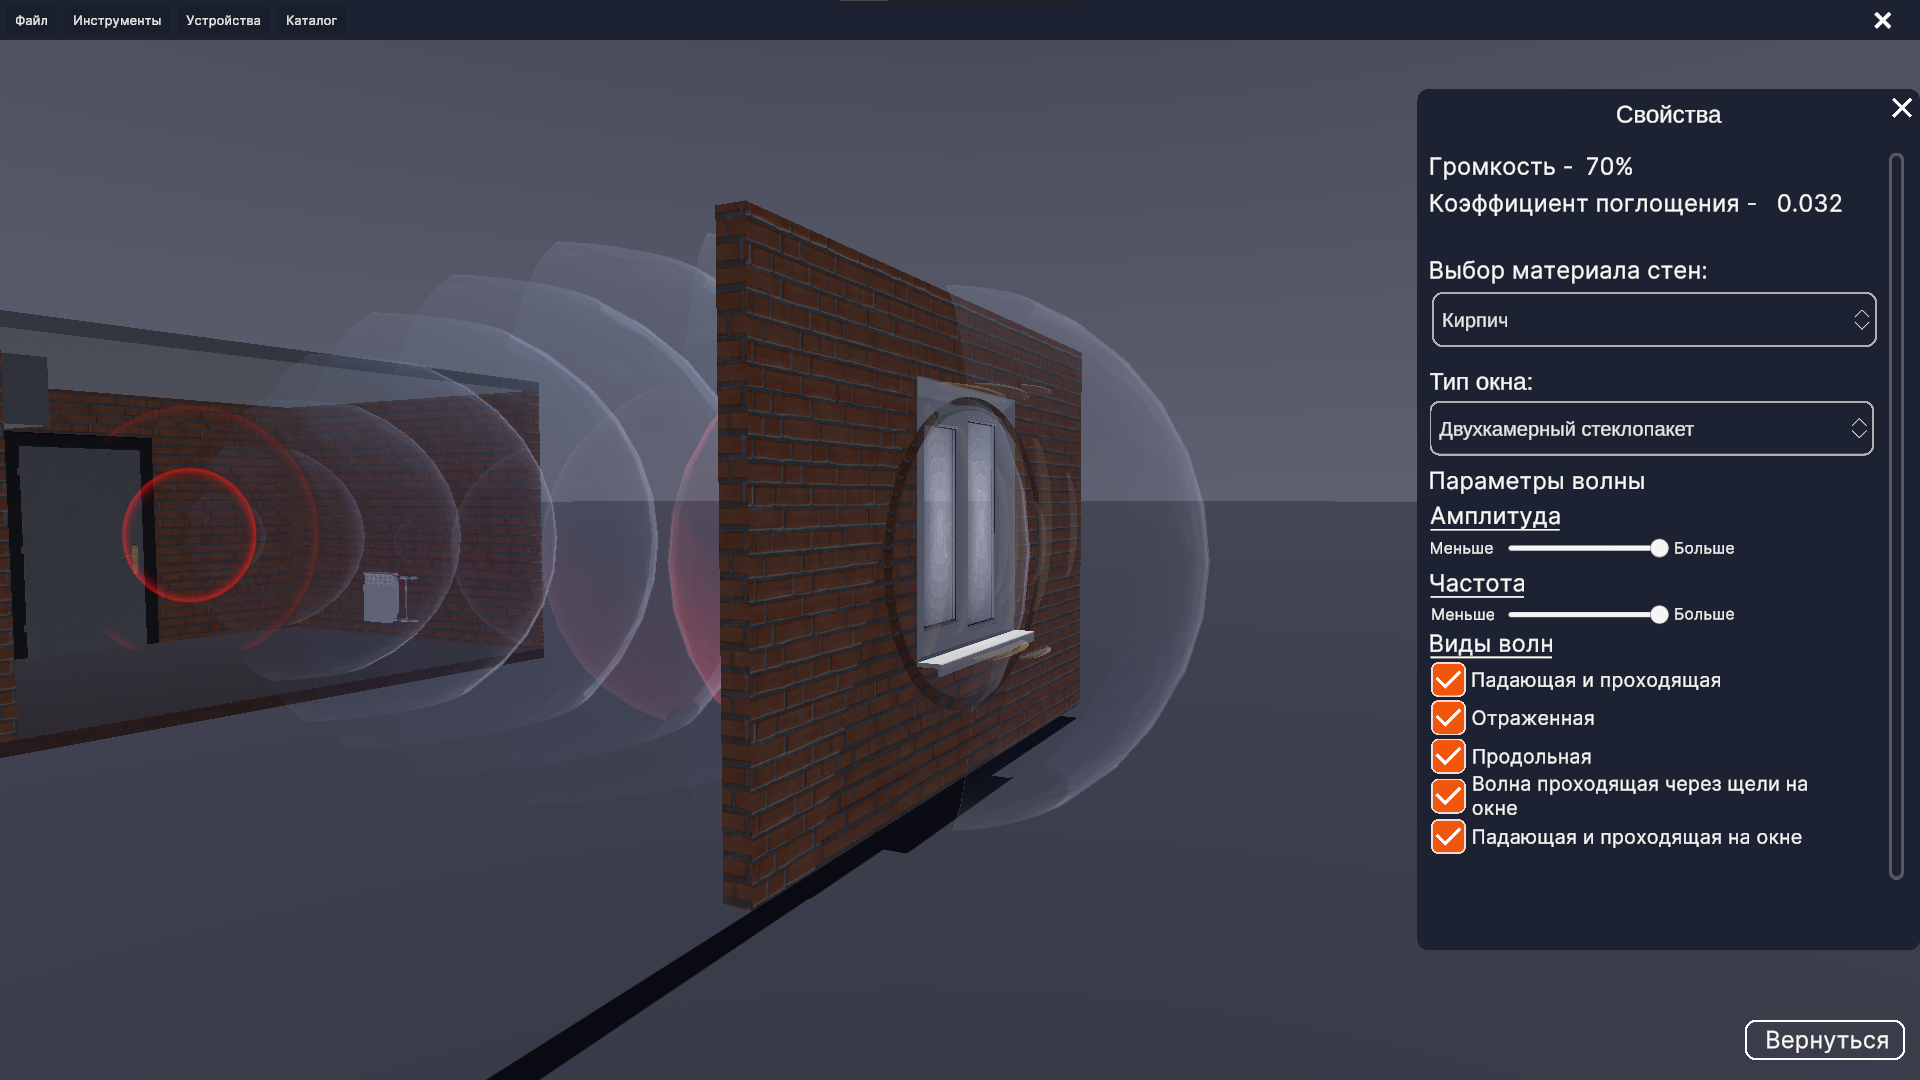 Файл Инструменты Устройства Каталог
Свойства
Громкость - 70%
Коэффициент поглощения - 0.032
Выбор материала стен:
Кирпич
Тип окна:
Двухкамерный стеклопакет
Параметры волны
Амплитуда
Меньше Больше
Частота
Меньше Больше
Виды волн
Падающая и проходящая
Отраженная
Продольная
Волна проходящая через щели на
окне
Падающая и проходящая на окне
Вернуться